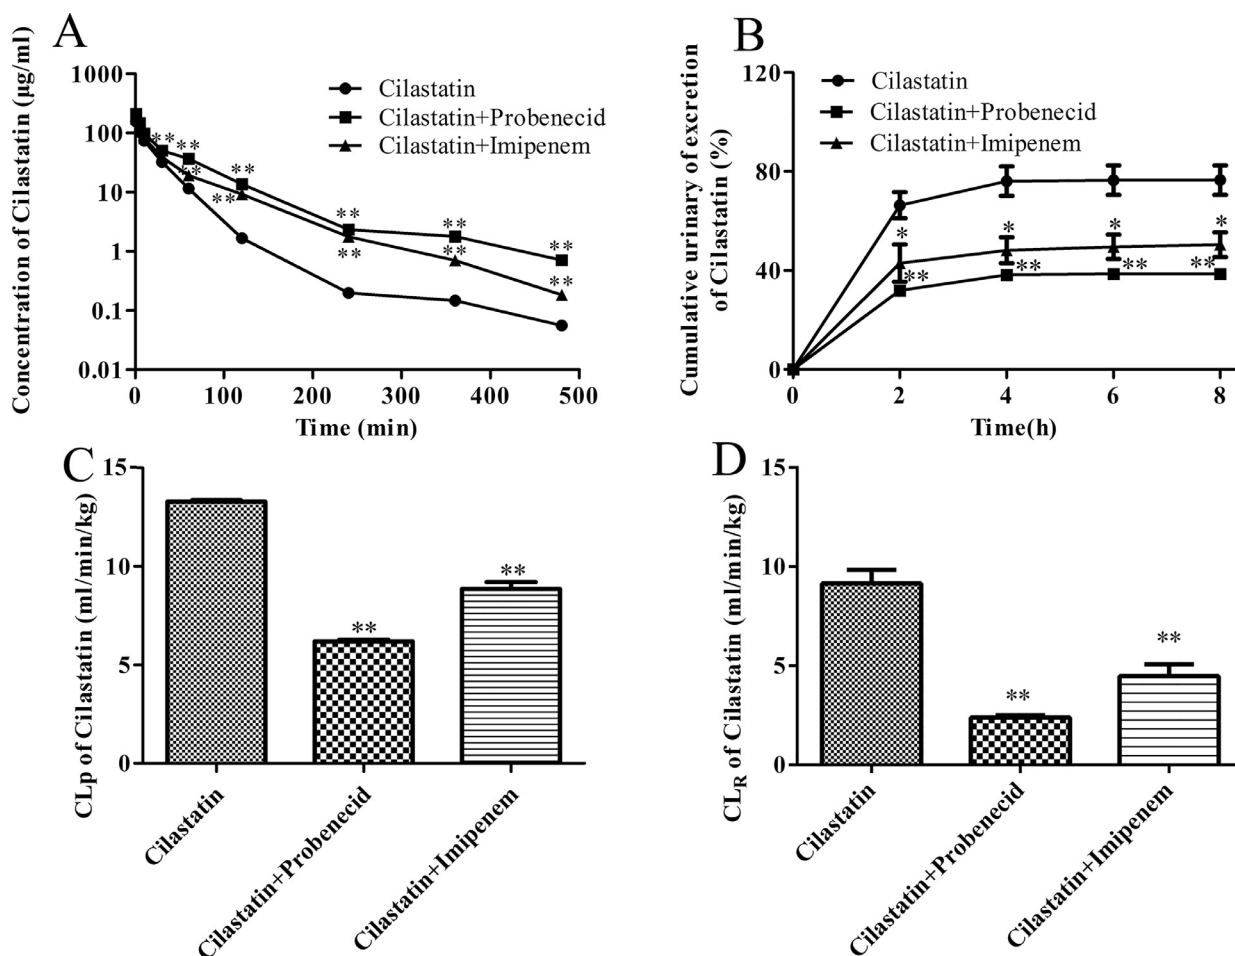 A
Concentration of Cilastatin (μg/ml)
1000
100
10
1
0.1
0.01
Cilastatin
Cilastatin+Probenecid
Cilastatin+Imipenem
** **
**
**
**
**
**
**
**
**
**
0 100 200 300 400 500
Time (min)
B
Cumulative urinary of excretion
of Cilastatin (%)
120
80
40
0
Cilastatin
Cilastatin+Probenecid
Cilastatin+Imipenem
* * * *
** ** ** **
0 2 4 6 8
Time(h)
C
CLp of Cilastatin (ml/min/kg)
15
10
5
0
**
**
Cilastatin
Cilastatin+Probenecid
Cilastatin+Imipenem
D
CLR of Cilastatin (ml/min/kg)
15
10
5
0
**
**
Cilastatin
Cilastatin+Probenecid
Cilastatin+Imipenem